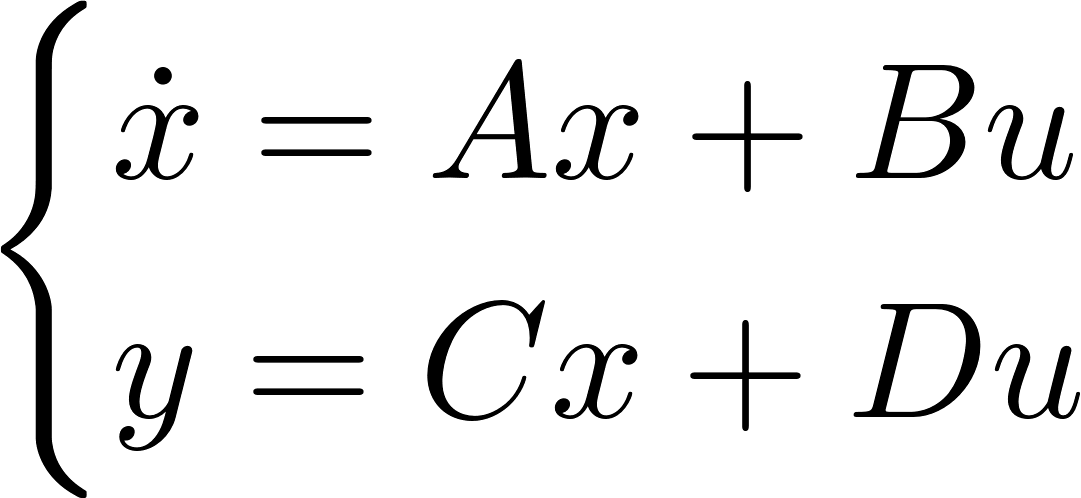 ẋ = Ax + Bu
y = Cx + Du